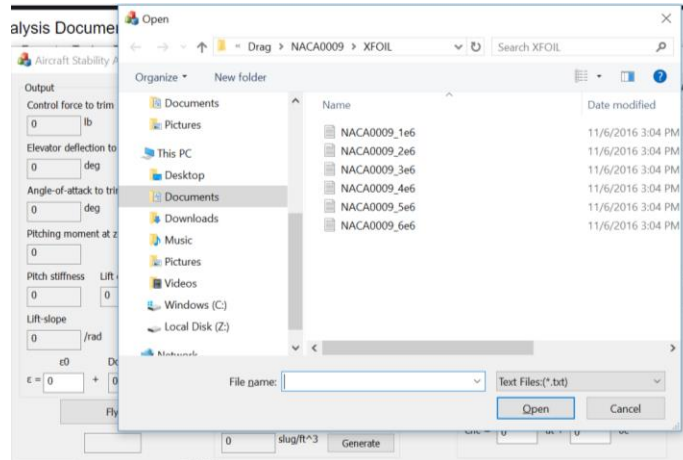 alysis Docume
Aircraft Stability A
Output
Control force to trim
0 lb
Elevator deflection to
0 deg
Angle-of-attack to trim
0 deg
Pitching moment at z
0
Pitch stiffness Lift
0 0
Lift-slope
0 /rad
ε0 Do
ε = 0 + 0
Fly
0 slug/ft^3 Generate
0 0
Open
« Drag > NACA0009 > XFOIL
Search XFOIL
Organize
New folder
Documents
Pictures
This PC
Desktop
Documents
Downloads
Music
Pictures
Videos
Windows (C:)
Local Disk (Z:)
Network
Name Date modified
NACA0009_1e6 11/6/2016 3:04 PM
NACA0009_2e6 11/6/2016 3:04 PM
NACA0009_3e6 11/6/2016 3:04 PM
NACA0009_4e6 11/6/2016 3:04 PM
NACA0009_5e6 11/6/2016 3:04 PM
NACA0009_6e6 11/6/2016 3:04 PM
File name:
Text Files:(*.txt)
Open Cancel